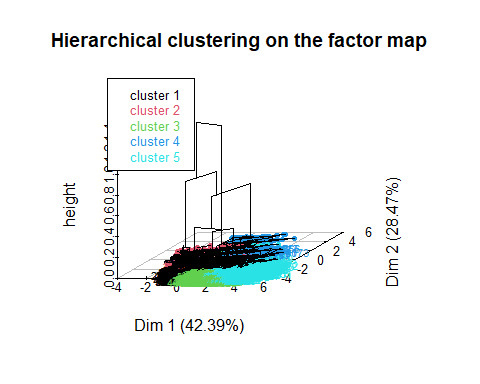 Hierarchical clustering on the factor map
cluster 1
cluster 2
cluster 3
cluster 4
cluster 5
height
0.0 0.2 0.4 0.6 0.8
-4 -2 0 2 4 6
-4 -2 0 2 4 6
Dim 1 (42.39%)
Dim 2 (28.47%)